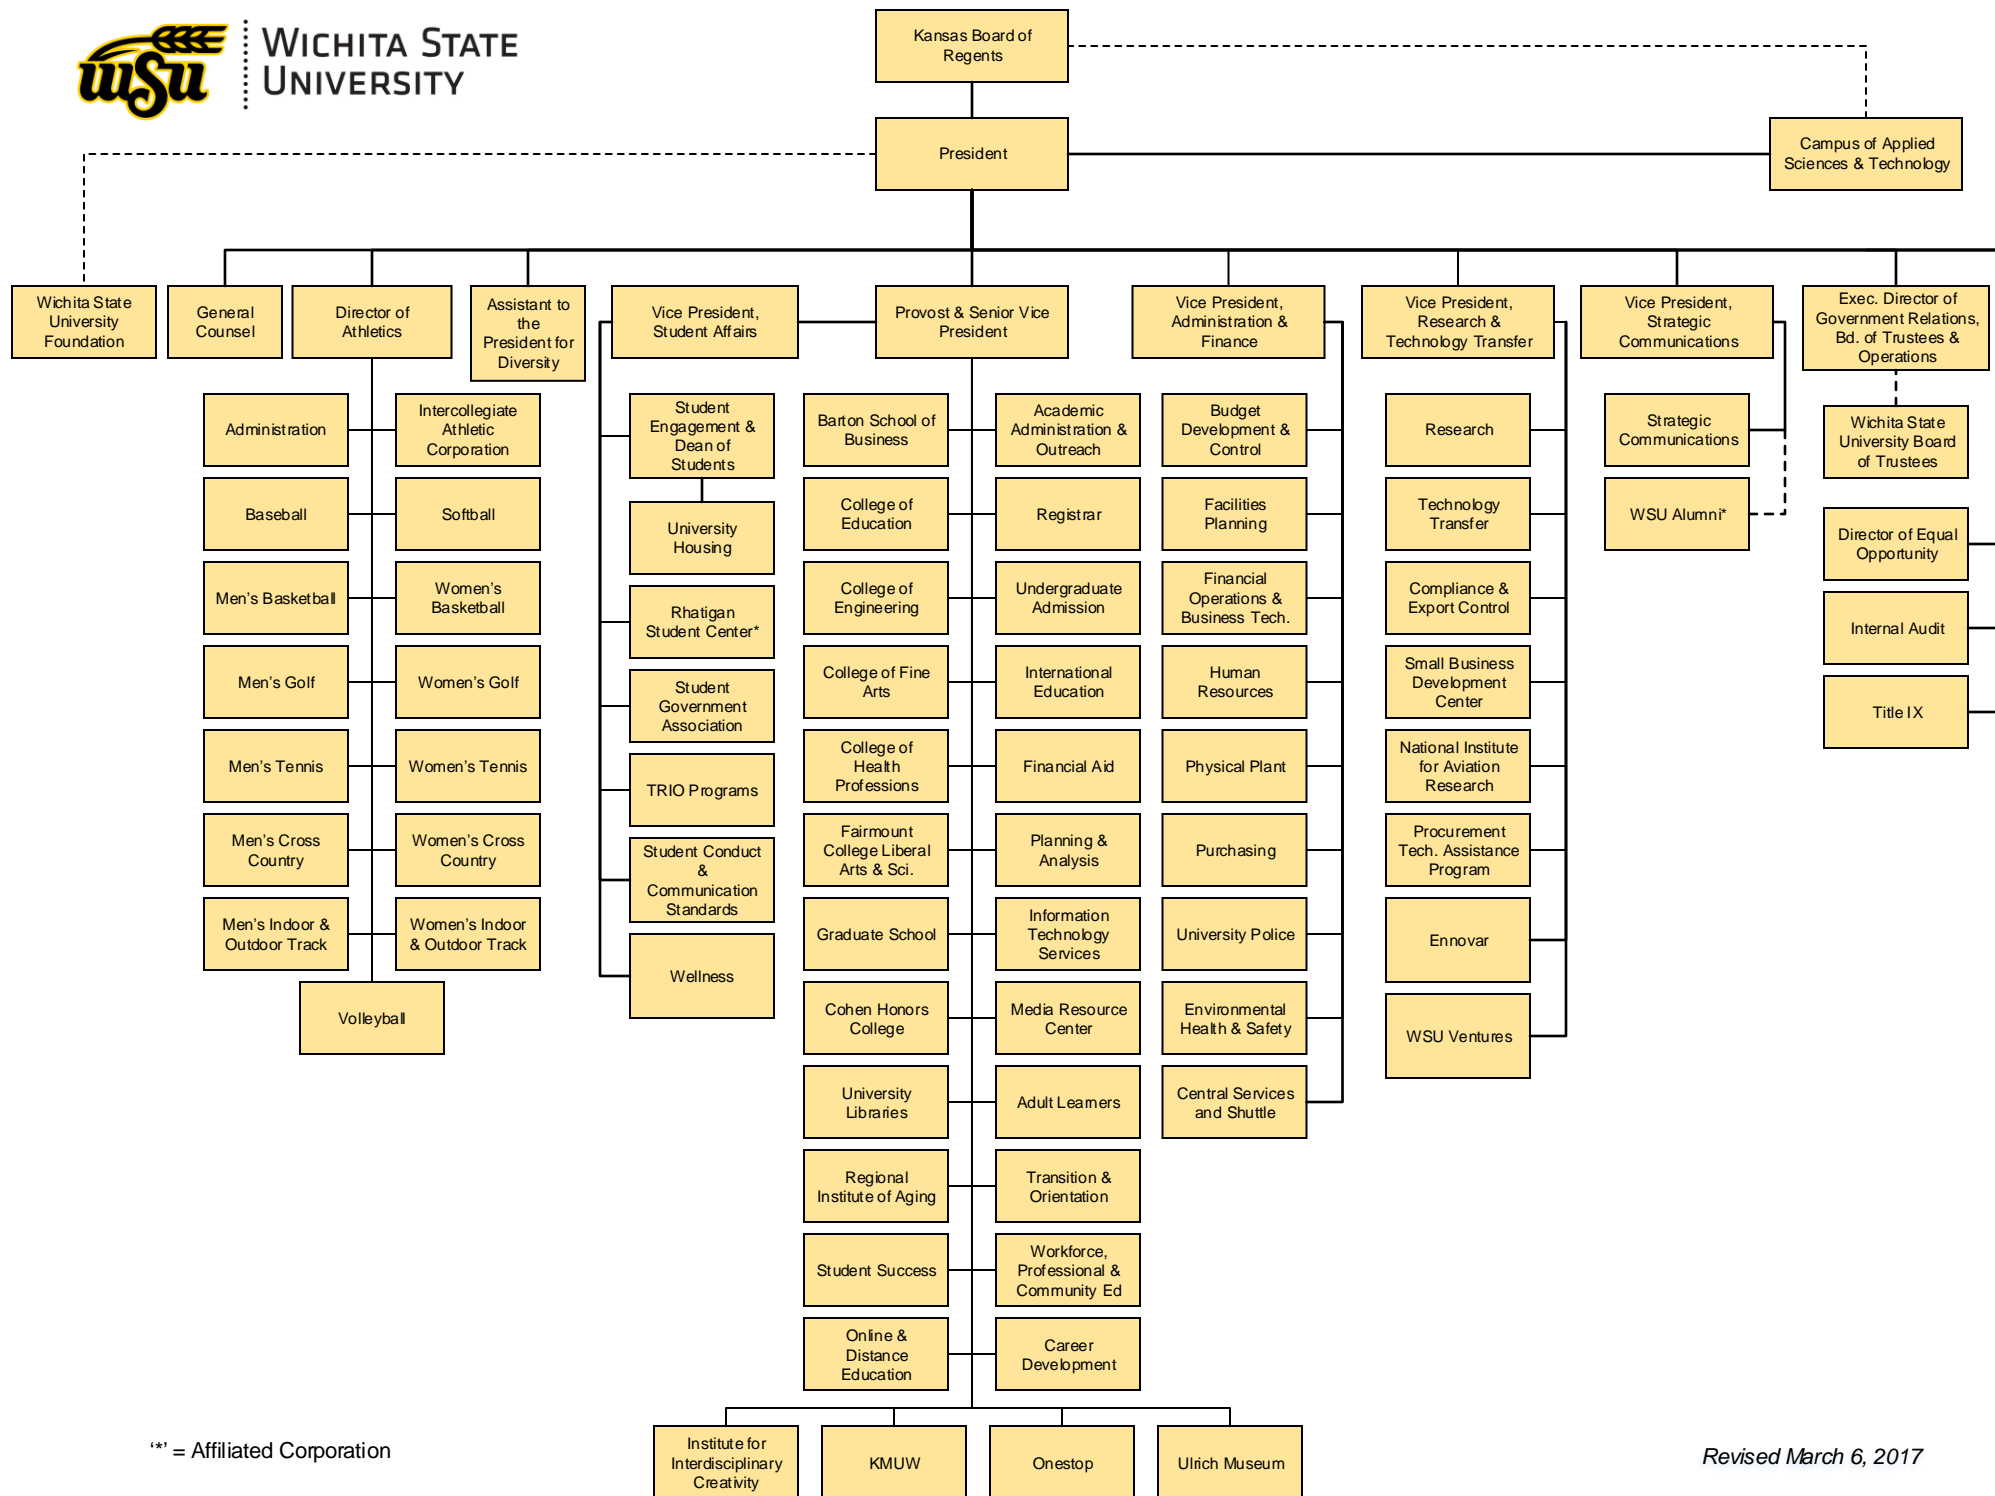 wsu
WICHITA STATE
UNIVERSITY
Kansas Board of
Regents
President
Campus of Applied
Sciences & Technology
Wichita State
University
Foundation
General
Counsel
Director of
Athletics
Assistant to
the
President for
Diversity
Vice President,
Student Affairs
Provost & Senior Vice
President
Vice President,
Administration &
Finance
Vice President,
Research &
Technology Transfer
Vice President,
Strategic
Communications
Exec. Director of
Government Relations,
Bd. of Trustees &
Operations
Administration
Intercollegiate
Athletic
Corporation
Baseball
Softball
Men's Basketball
Women's
Basketball
Men's Golf
Women's Golf
Men's Tennis
Women's Tennis
Men's Cross
Country
Women's Cross
Country
Men's Indoor &
Outdoor Track
Women's Indoor
& Outdoor Track
Volleyball
Student
Engagement &
Dean of
Students
University
Housing
Rhatigan
Student Center*
Student
Government
Association
TRIO Programs
Student Conduct
&
Communication
Standards
Wellness
Barton School of
Business
Academic
Administration &
Outreach
College of
Education
Registrar
College of
Engineering
Undergraduate
Admission
College of Fine
Arts
International
Education
College of
Health
Professions
Financial Aid
Fairmount
College Liberal
Arts & Sci.
Planning &
Analysis
Graduate School
Information
Technology
Services
Cohen Honors
College
Media Resource
Center
University
Libraries
Adult Learners
Regional
Institute of Aging
Transition &
Orientation
Student Success
Workforce,
Professional &
Community Ed
Online &
Distance
Education
Career
Development
Institute for
Interdisciplinary
Creativity
KMUW
Onestop
Ulrich Museum
Budget
Development &
Control
Facilities
Planning
Financial
Operations &
Business Tech.
Human
Resources
Physical Plant
Purchasing
University Police
Environmental
Health & Safety
Central Services
and Shuttle
Research
Technology
Transfer
Compliance &
Export Control
Small Business
Development
Center
National Institute
for Aviation
Research
Procurement
Tech. Assistance
Program
Ennovar
WSU Ventures
Strategic
Communications
WSU Alumni*
Wichita State
University Board
of Trustees
Director of Equal
Opportunity
Internal Audit
Title IX
‘*’ = Affiliated Corporation
Revised March 6, 2017